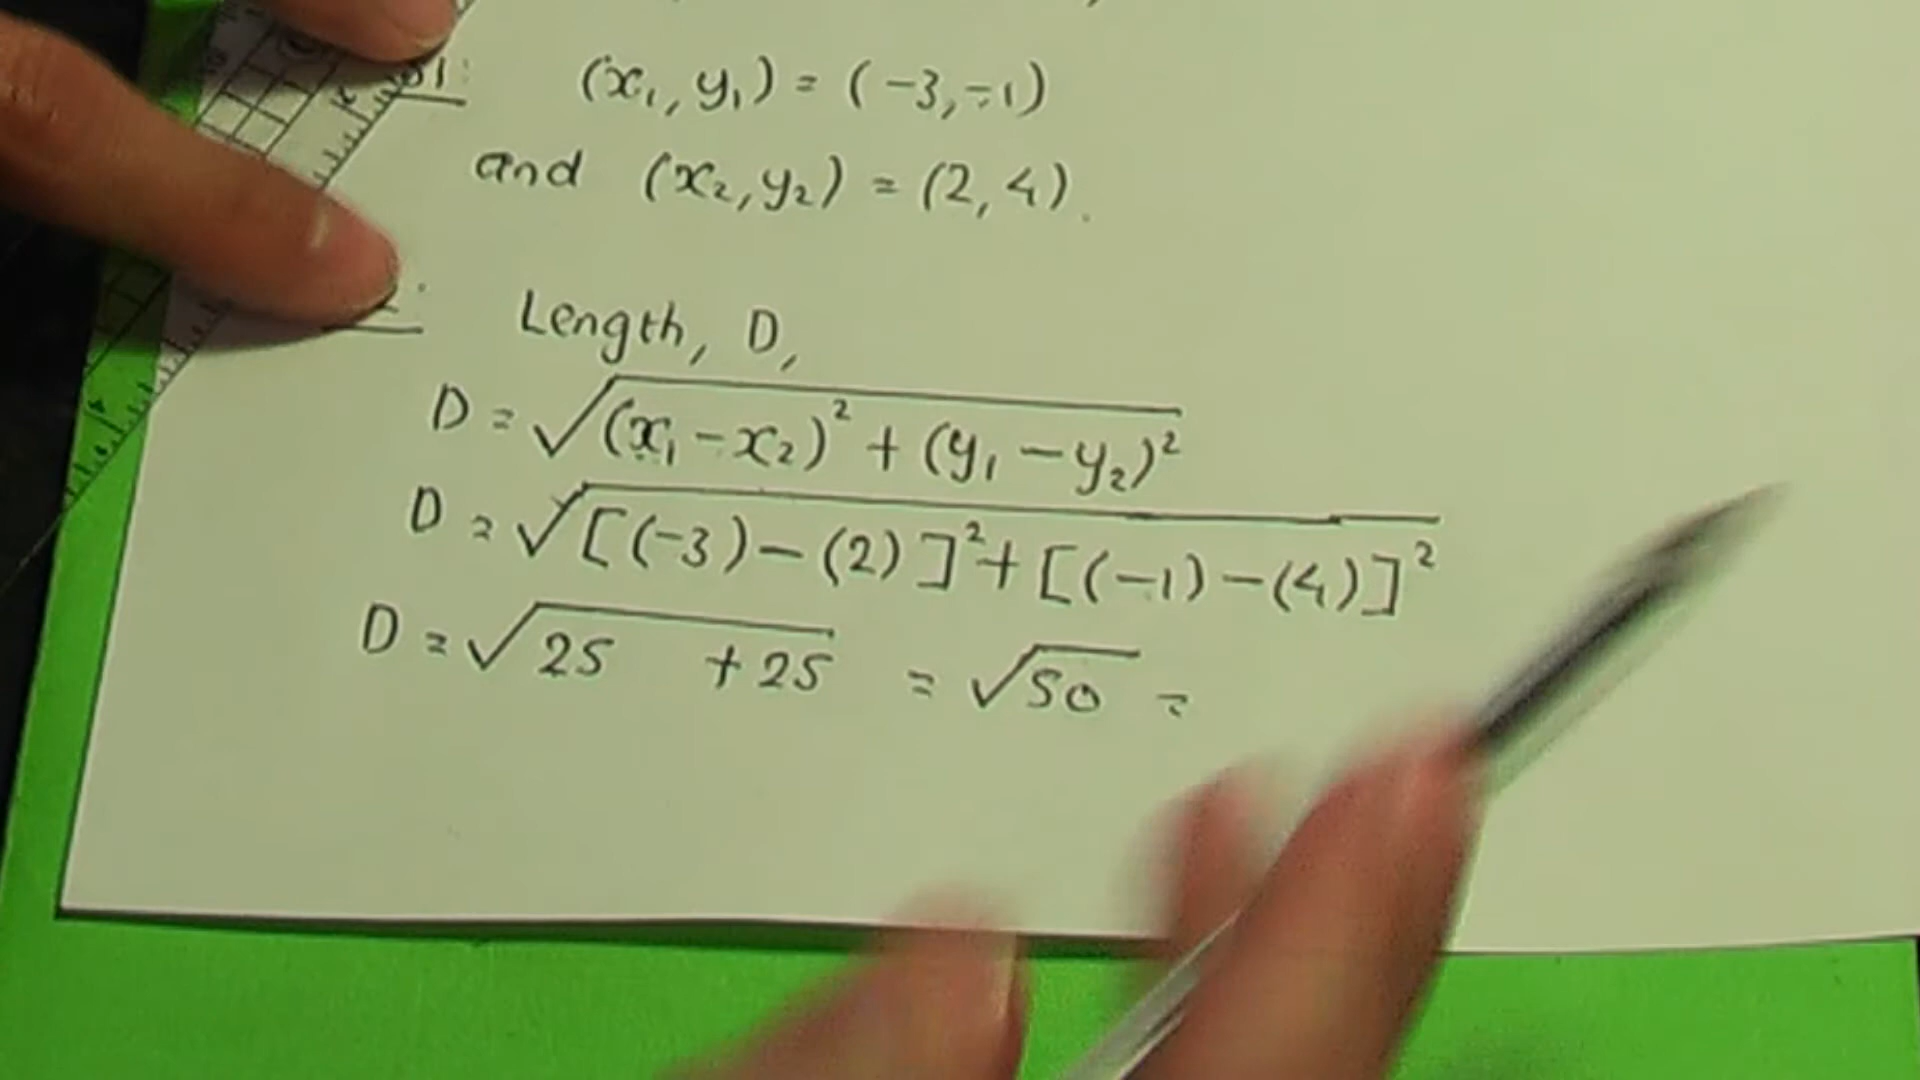 (x₁, y₁) = (-3, -1)
and (x₂, y₂) = (2, 4).
Length, D,
D = √(x₁ - x₂)² + (y₁ - y₂)²
D = √[(-3) - (2)]² + [(-1) - (4)]²
D = √25 + 25 = √50 =